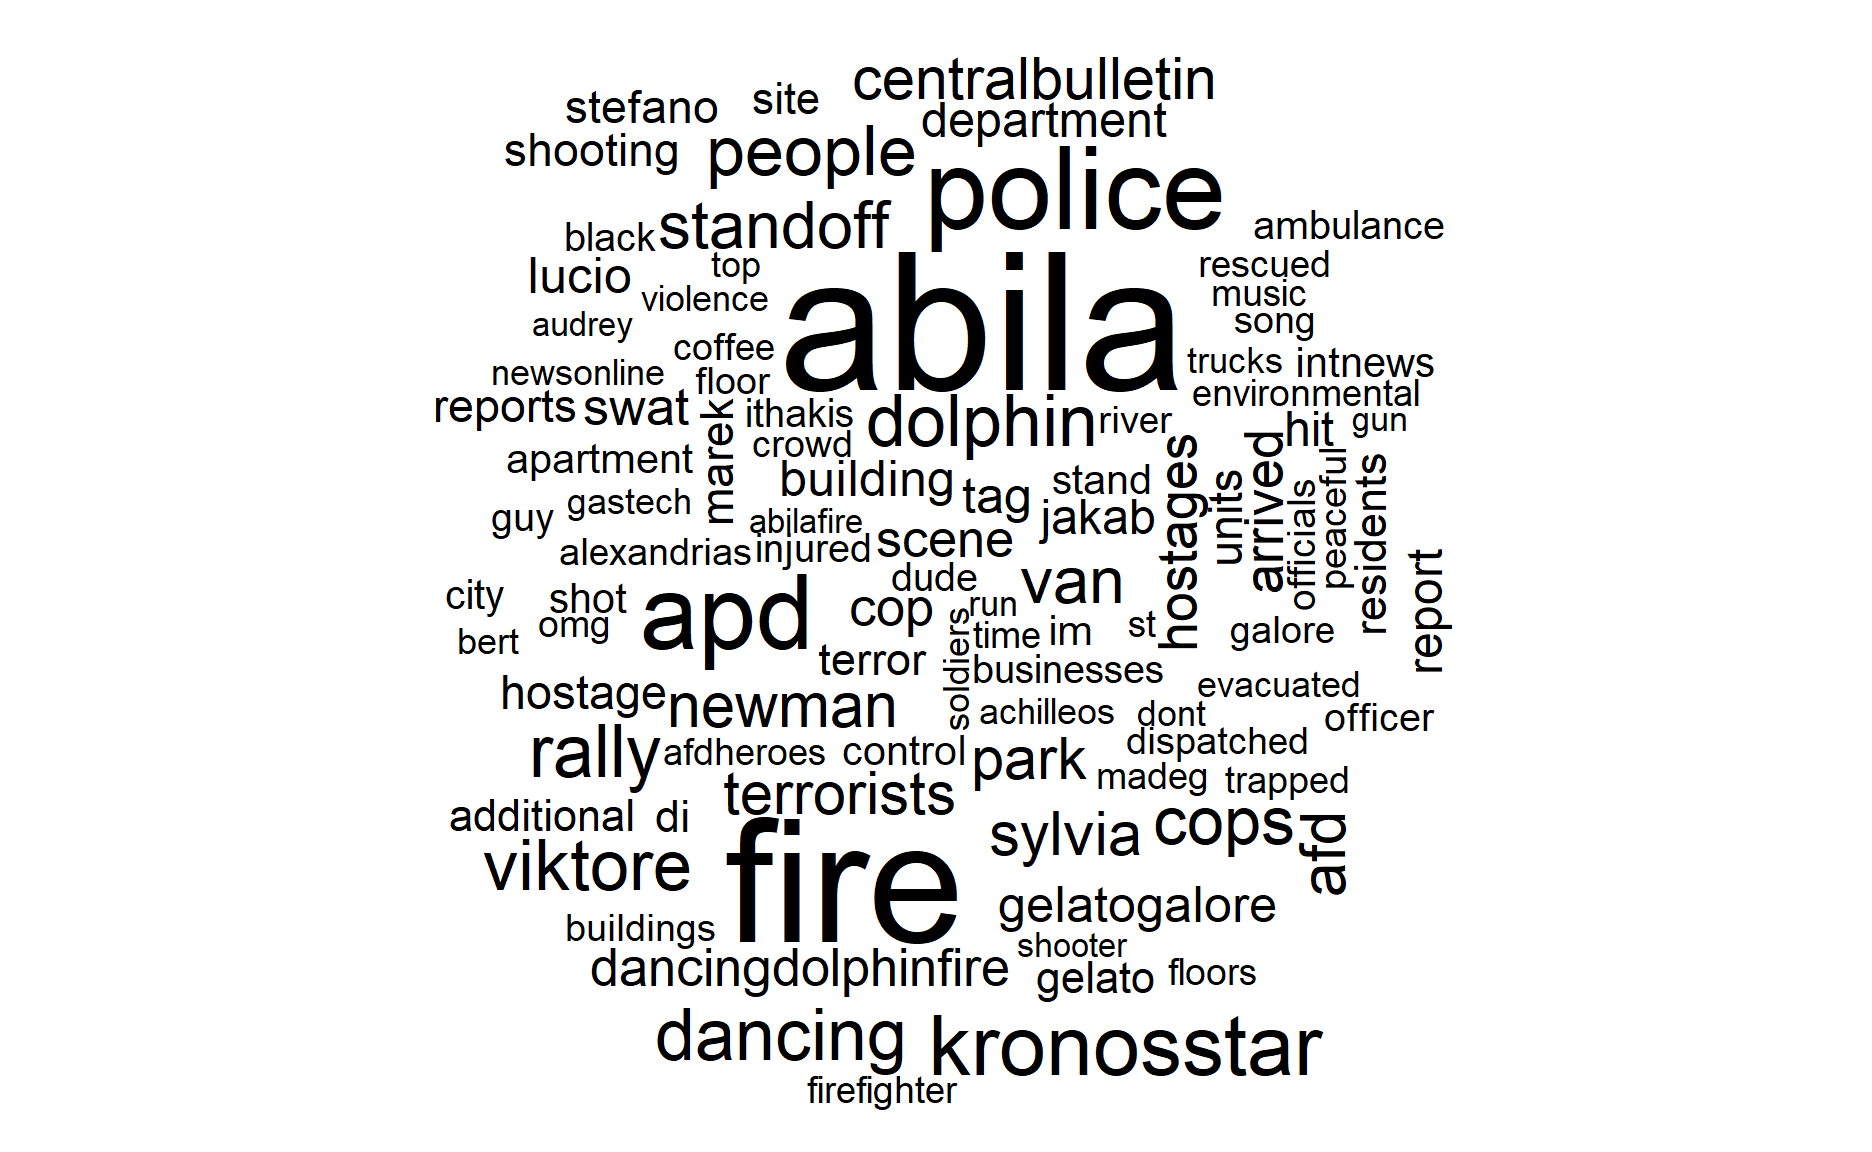 centralbulletin
stefano
site
department
shooting
people
police
black
standoff
ambulance
lucio
top
abila
rescued
violence
music
audrey
song
coffee
trucks
intnews
newsonline
floor
environmental
reports
swat
marek
ithakis
dolphin
river
hostages
hit
gun
crowd
arrived
apartment
building
tag
stand
units
officials
peaceful
residents
guy
gastech
abilafire
jakab
alexandrias
injured
scene
report
city
shot
apd
dude
van
omg
cop
soldiers
run
bert
time
im
st
galore
terror
businesses
hostage
newman
achilleos
evacuated
dont
officer
rally
afdheroes
control
park
dispatched
terrorists
madeg
trapped
additional
di
sylvia
cops
afd
viktore
fire
gelatogalore
buildings
shooter
dancingdolphinfire
gelato
floors
dancing
kronosstar
firefighter